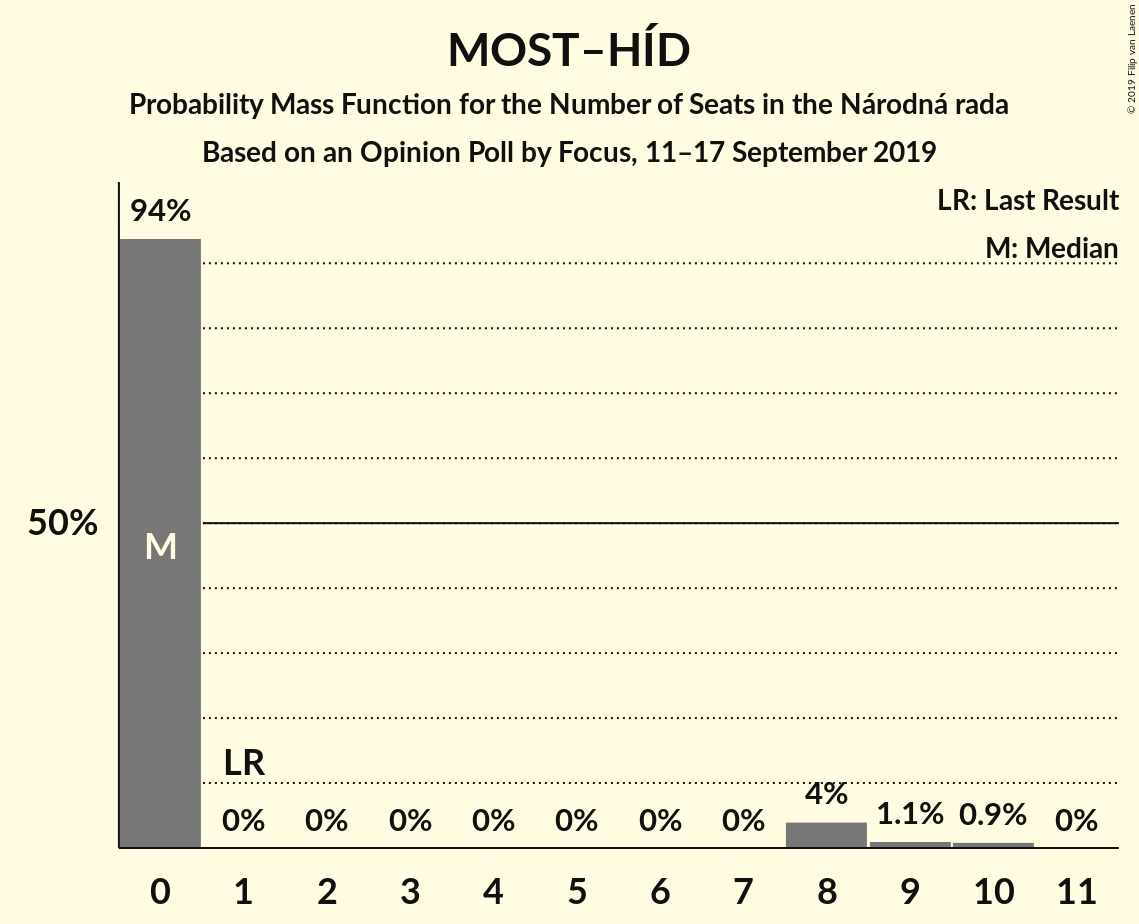 MOST–HÍD
Probability Mass Function for the Number of Seats in the Národná rada
Based on an Opinion Poll by Focus, 11–17 September 2019
© 2019 Filip van Laenen
LR: Last Result
M: Median
94%
50%
M
LR
0% 0% 0% 0% 0% 0% 0% 4% 1.1% 0.9% 0%
0 1 2 3 4 5 6 7 8 9 10 11